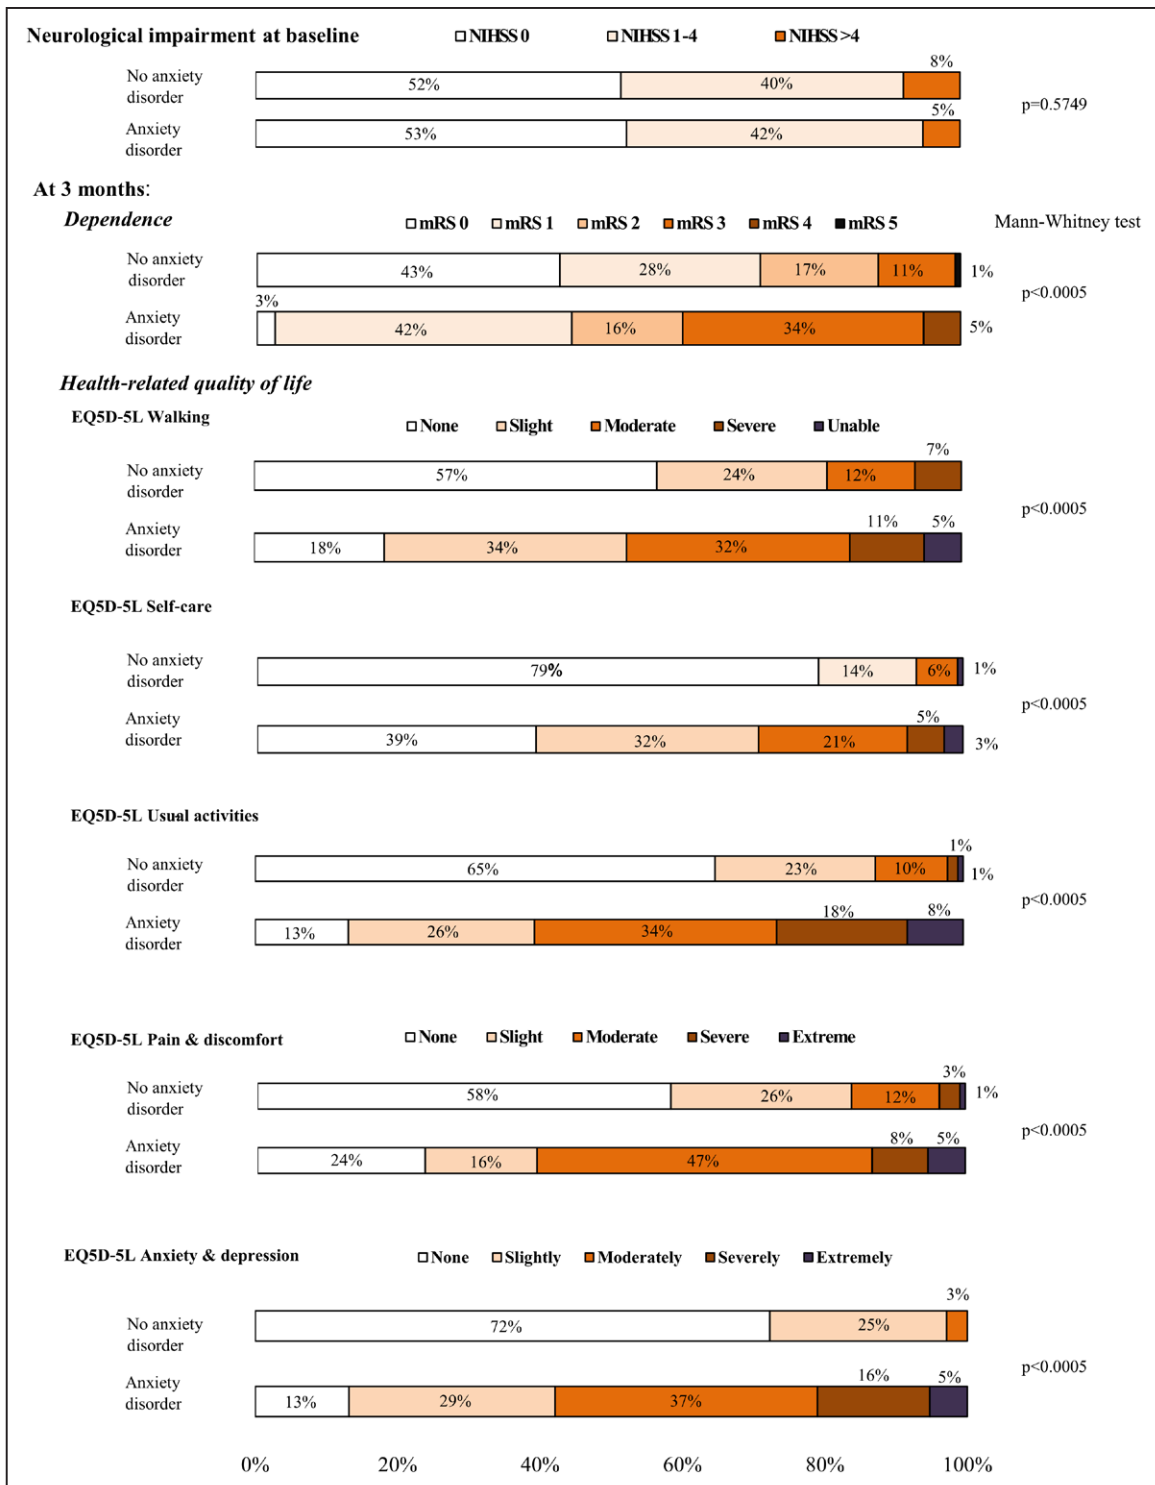 Neurological impairment at baseline NIHSS 0 NIHSS 1-4 NIHSS >4
No anxiety disorder 52% 40% 8%
p=0.5749
Anxiety disorder 53% 42% 5%
At 3 months:
Dependence mRS 0 mRS 1 mRS 2 mRS 3 mRS 4 mRS 5 Mann-Whitney test
No anxiety disorder 43% 28% 17% 11% 1%
p<0.0005
Anxiety disorder 3% 42% 16% 34% 5%
Health-related quality of life
EQ5D-5L Walking None Slight Moderate Severe Unable
No anxiety disorder 57% 24% 12% 7%
p<0.0005
Anxiety disorder 18% 34% 32% 11% 5%
EQ5D-5L Self-care
No anxiety disorder 79% 14% 6% 1%
p<0.0005
Anxiety disorder 39% 32% 21% 5% 3%
EQ5D-5L Usual activities
No anxiety disorder 65% 23% 10% 1% 1%
p<0.0005
Anxiety disorder 13% 26% 34% 18% 8%
EQ5D-5L Pain & discomfort None Slight Moderate Severe Extreme
No anxiety disorder 58% 26% 12% 3% 1%
p<0.0005
Anxiety disorder 24% 16% 47% 8% 5%
EQ5D-5L Anxiety & depression None Slightly Moderately Severely Extremely
No anxiety disorder 72% 25% 3%
p<0.0005
Anxiety disorder 13% 29% 37% 16% 5%
0% 20% 40% 60% 80% 100%